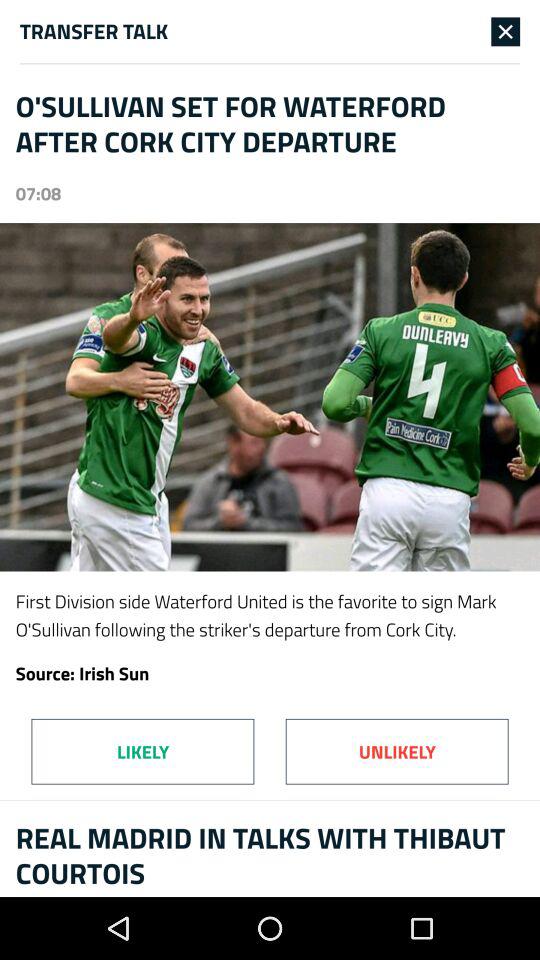 TRANSFER TALK
O'SULLIVAN SET FOR WATERFORD
AFTER CORK CITY DEPARTURE
07:08
UCC
DUNLEAVY
4
Pain Medicine Cork
First Division side Waterford United is the favorite to sign Mark
O'Sullivan following the striker's departure from Cork City.
Source: Irish Sun
LIKELY
UNLIKELY
REAL MADRID IN TALKS WITH THIBAUT
COURTOIS